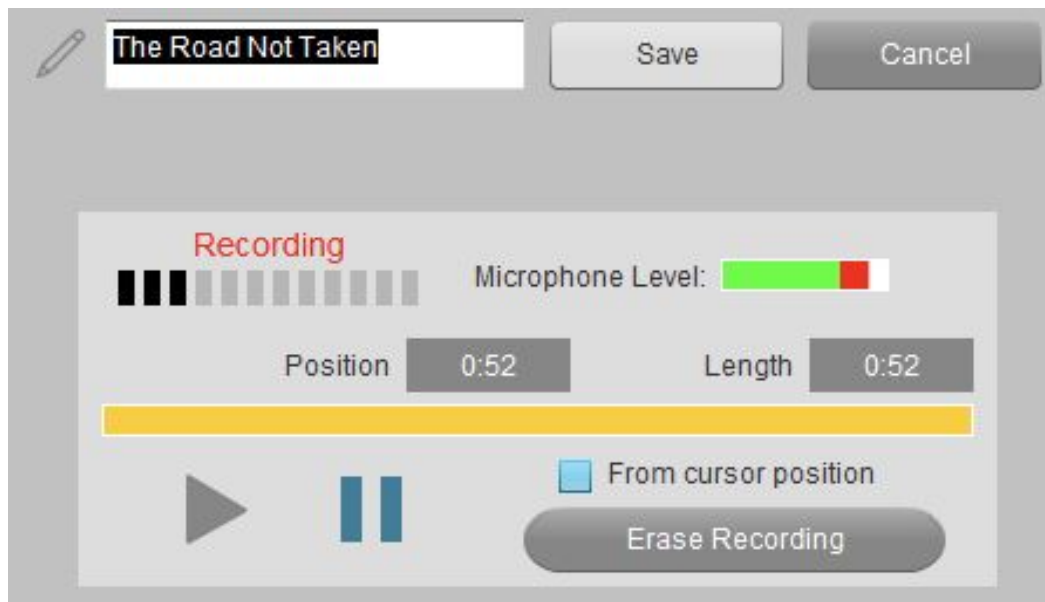 The Road Not Taken
Save
Cancel
Recording
Microphone Level:
Position 0:52
Length 0:52
From cursor position
Erase Recording